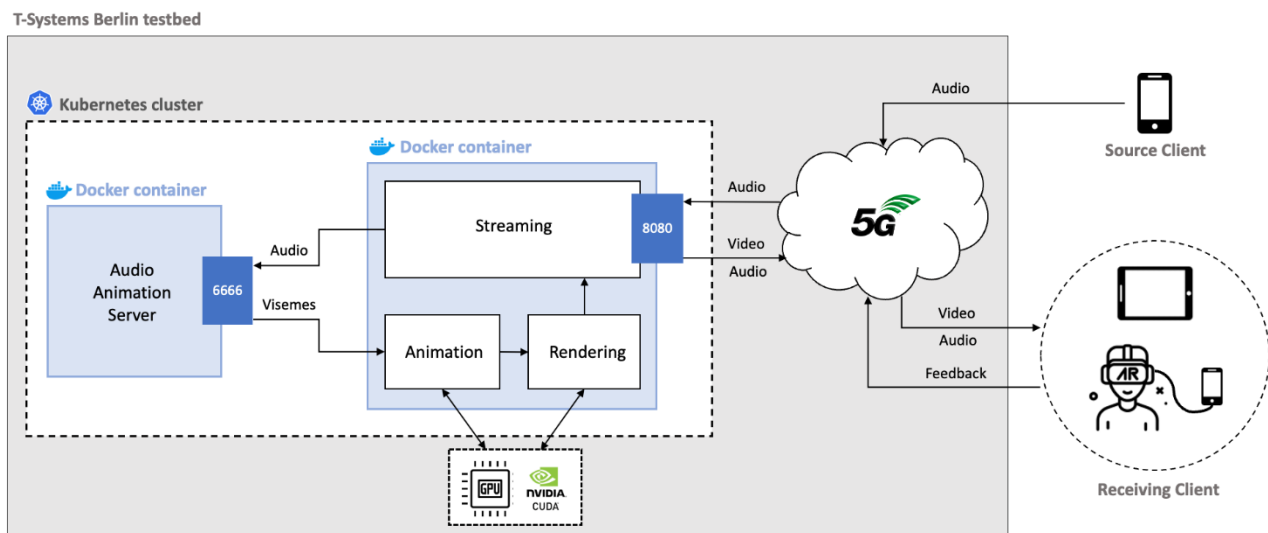 T-Systems Berlin testbed
Kubernetes cluster
Audio
Source Client
Docker container
Docker container
Streaming
8080
Audio
Video
Audio
5G
Audio
Animation
Server
6666
Audio
Visemes
Animation
Rendering
Video
Audio
Feedback
AR
Receiving Client
GPU
NVIDIA
CUDA